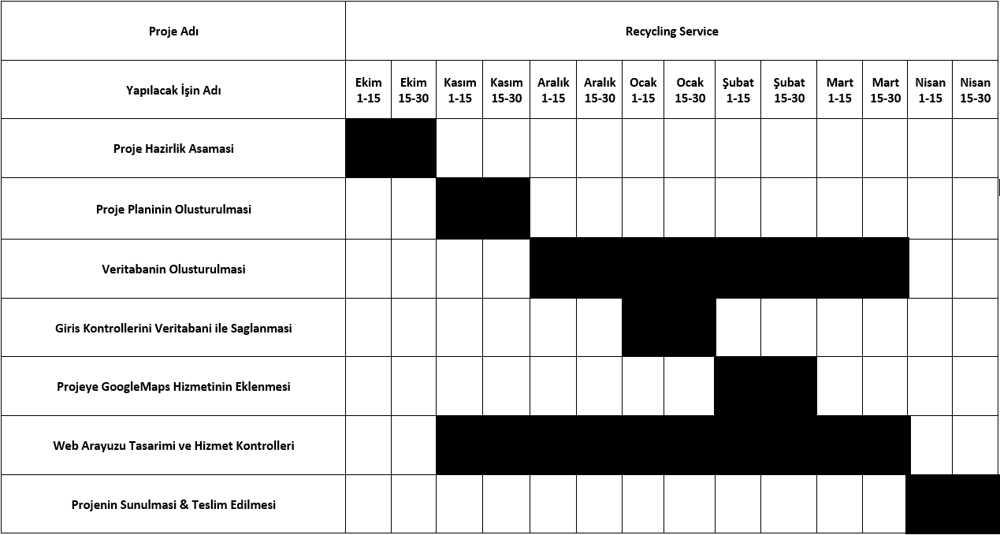 Proje Adı
Recycling Service
Yapılacak İşin Adı
Ekim 1-15
Ekim 15-30
Kasım 1-15
Kasım 15-30
Aralık 1-15
Aralık 15-30
Ocak 1-15
Ocak 15-30
Şubat 1-15
Şubat 15-30
Mart 1-15
Mart 15-30
Nisan 1-15
Nisan 15-30
Proje Hazirlik Asamasi
Proje Planinin Olusturulmasi
Veritabanin Olusturulmasi
Giris Kontrollerini Veritabani ile Saglanmasi
Projeye GoogleMaps Hizmetinin Eklenmesi
Web Arayuzu Tasarimi ve Hizmet Kontrolleri
Projenin Sunulmasi & Teslim Edilmesi